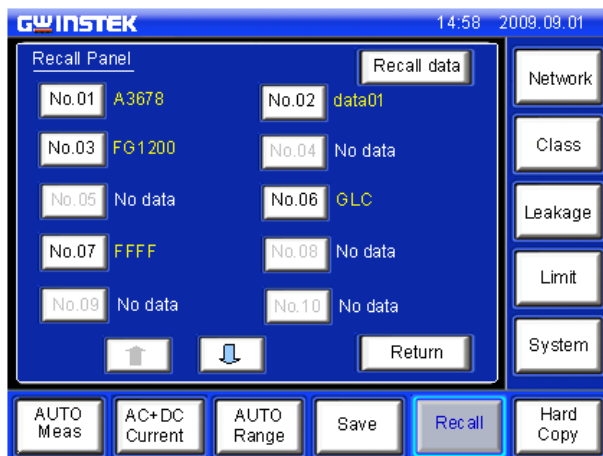 GWINSTEK 14:58 2009.09.01
Recall Panel
Recall data
No.01 A3678 No.02 data01
No.03 FG1200 No.04 No data
No.05 No data No.06 GLC
No.07 FFFF No.08 No data
No.09 No data No.10 No data
Return
Network
Class
Leakage
Limit
System
AUTO
Meas
AC+DC
Current
AUTO
Range
Save
Recall
Hard
Copy